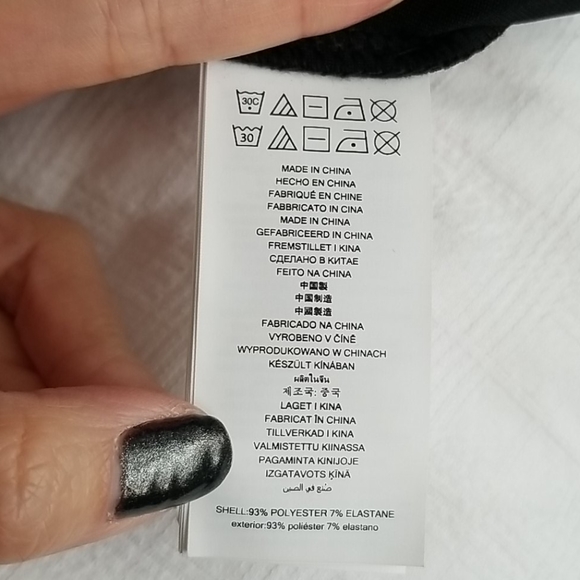 30C
30
MADE IN CHINA
HECHO EN CHINA
FABRIQUÉ EN CHINE
FABBRICATO IN CINA
MADE IN CHINA
GEFABRICEERD IN CHINA
FREMSTILLET I KINA
СДЕЛАНО В КИТАЕ
FEITO NA CHINA
中国製
中国制造
中國製造
FABRICADO NA CHINA
VYROBENO V ČÍNĚ
WYPRODUKOWANO W CHINACH
KÉSZÜLT KÍNÁBAN
ผลิตในจีน
제조국: 중국
LAGET I KINA
FABRICAT ÎN CHINA
TILLVERKAD I KINA
VALMISTETTU KIINASSA
PAGAMINTA KINIJOJE
IZGATAVOTS ĶĪNĀ
صُنع في الصين
SHELL:93% POLYESTER 7% ELASTANE
exterior:93% poliéster 7% elastano